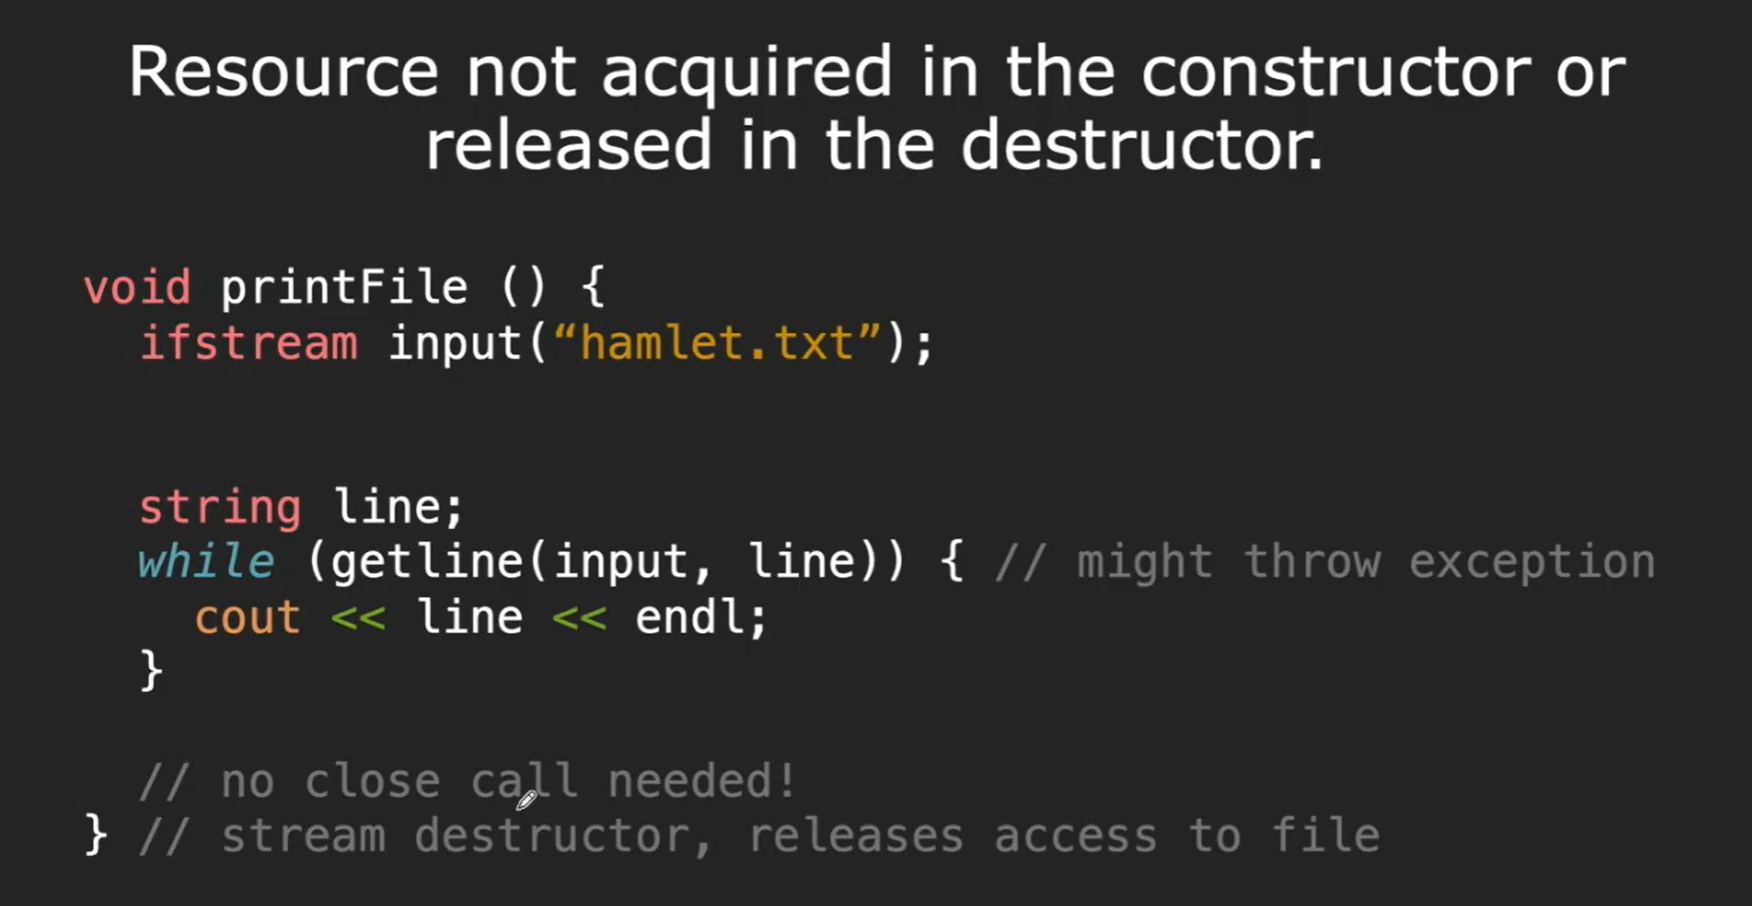 Resource not acquired in the constructor or
released in the destructor.
void printFile () {
  ifstream input(“hamlet.txt”);
  string line;
  while (getline(input, line)) { // might throw exception
    cout << line << endl;
  }
  // no close call needed!
} // stream destructor, releases access to file